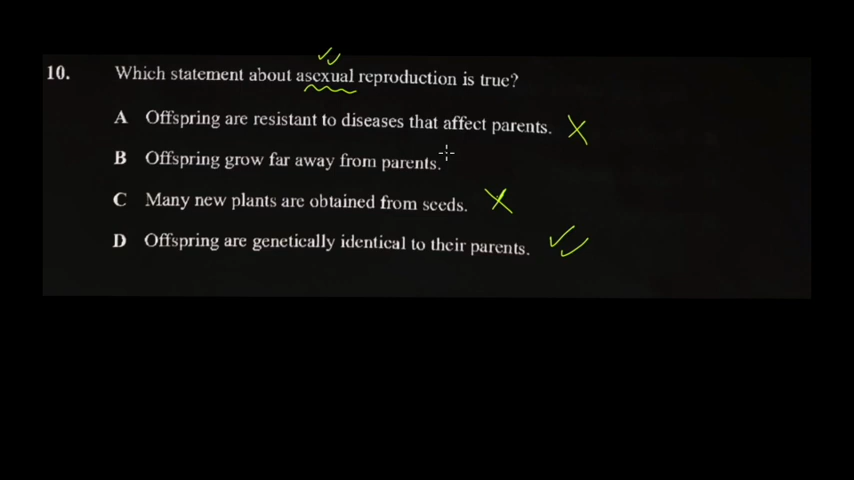 10. Which statement about asexual reproduction is true?
A Offspring are resistant to diseases that affect parents.
B Offspring grow far away from parents.
C Many new plants are obtained from seeds.
D Offspring are genetically identical to their parents.